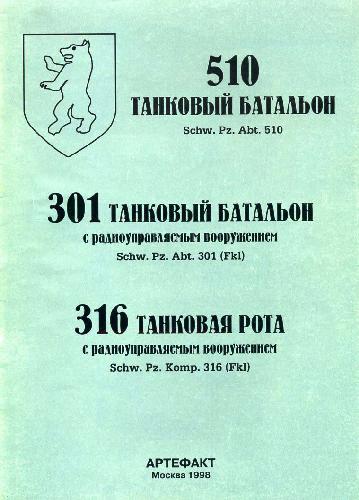 510
ТАНКОВЫЙ БАТАЛЬОН
Schw. Pz. Abt. 510
301 ТАНКОВЫЙ БАТАЛЬОН
с радиоуправляемым вооружением
Schw. Pz. Abt. 301 (Fkl)
316 ТАНКОВАЯ РОТА
с радиоуправляемым вооружением
Schw. Pz. Komp. 316 (Fkl)
АРТЕФАКТ
Москва 1998